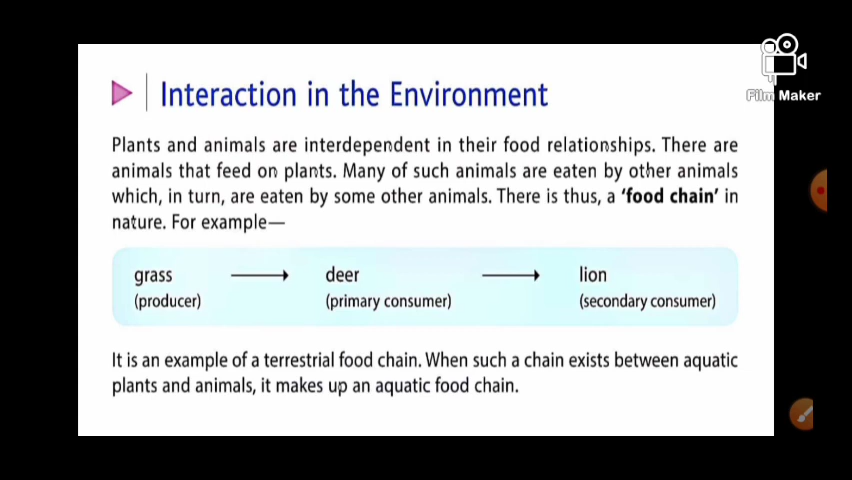 Interaction in the Environment
Film Maker
Plants and animals are interdependent in their food relationships. There are
animals that feed on plants. Many of such animals are eaten by other animals
which, in turn, are eaten by some other animals. There is thus, a ‘food chain’ in
nature. For example—
grass deer lion
(producer) (primary consumer) (secondary consumer)
It is an example of a terrestrial food chain. When such a chain exists between aquatic
plants and animals, it makes up an aquatic food chain.